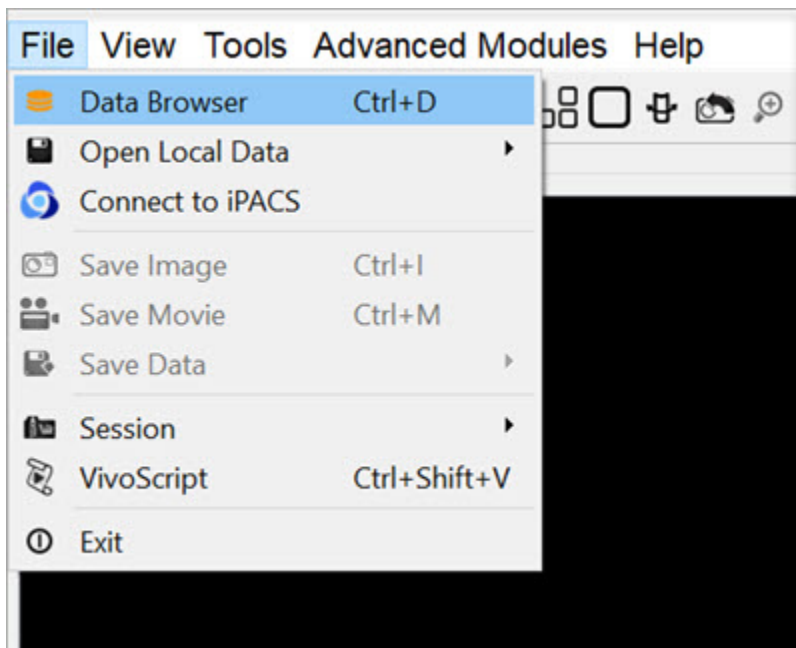 File View Tools Advanced Modules Help
Data Browser Ctrl+D
Open Local Data
Connect to iPACS
Save Image Ctrl+I
Save Movie Ctrl+M
Save Data
Session
VivoScript Ctrl+Shift+V
Exit